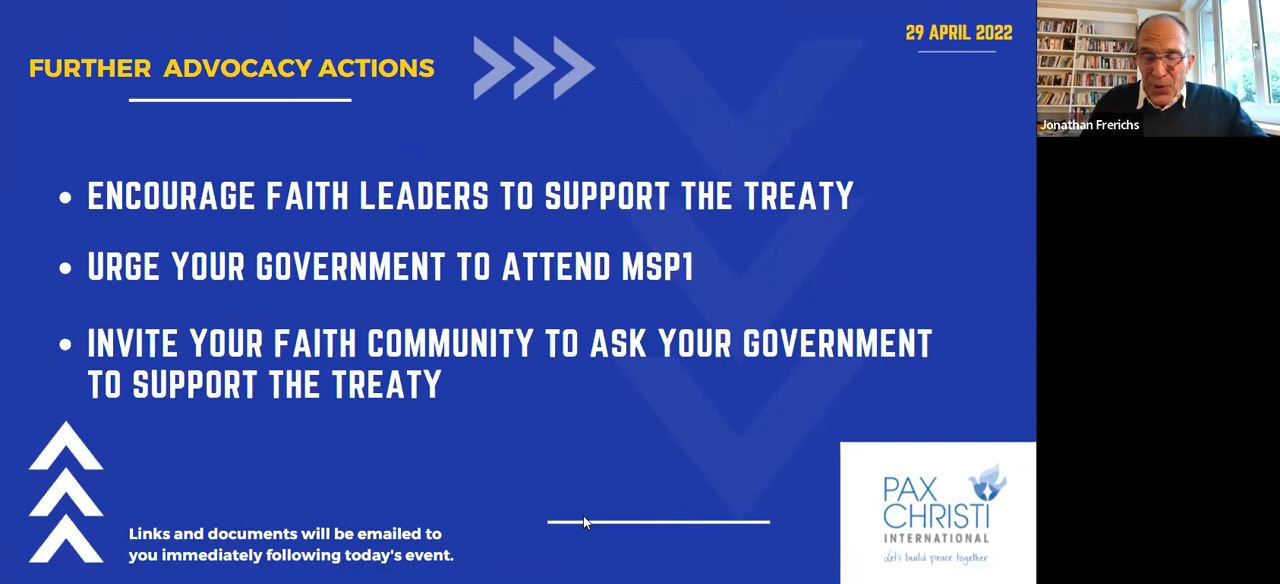 29 APRIL 2022
FURTHER ADVOCACY ACTIONS
Jonathan Frerichs
• ENCOURAGE FAITH LEADERS TO SUPPORT THE TREATY
• URGE YOUR GOVERNMENT TO ATTEND MSP1
• INVITE YOUR FAITH COMMUNITY TO ASK YOUR GOVERNMENT
TO SUPPORT THE TREATY
Links and documents will be emailed to
you immediately following today's event.
PAX
CHRISTI
INTERNATIONAL
Let's build peace together